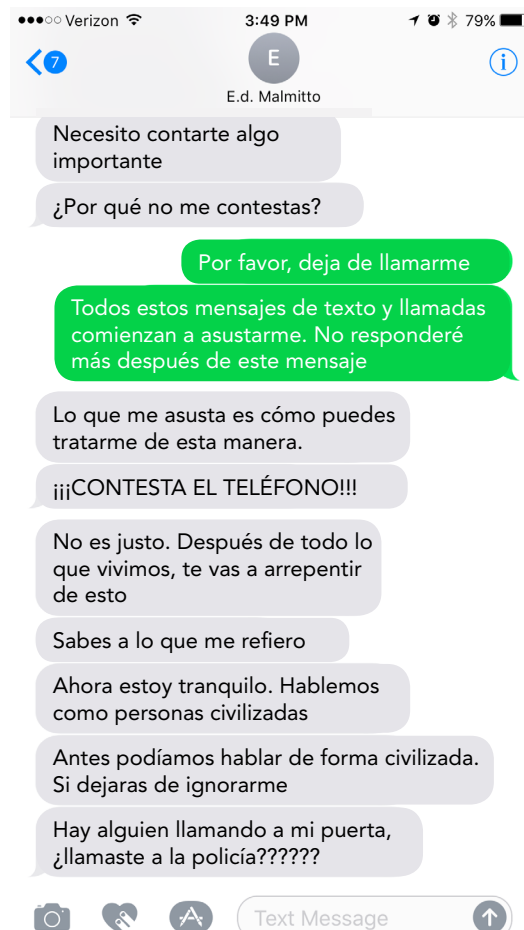 Verizon 3:49 PM 79%
7
E
i
E.d. Malmitto
Necesito contarte algo
importante
¿Por qué no me contestas?
Por favor, deja de llamarme
Todos estos mensajes de texto y llamadas
comienzan a asustarme. No responderé
más después de este mensaje
Lo que me asusta es cómo puedes
tratarme de esta manera.
¡¡¡CONTESTA EL TELÉFONO!!!
No es justo. Después de todo lo
que vivimos, te vas a arrepentir
de esto
Sabes a lo que me refiero
Ahora estoy tranquilo. Hablemos
como personas civilizadas
Antes podíamos hablar de forma civilizada.
Si dejaras de ignorarme
Hay alguien llamando a mi puerta,
¿llamaste a la policía??????
Text Message